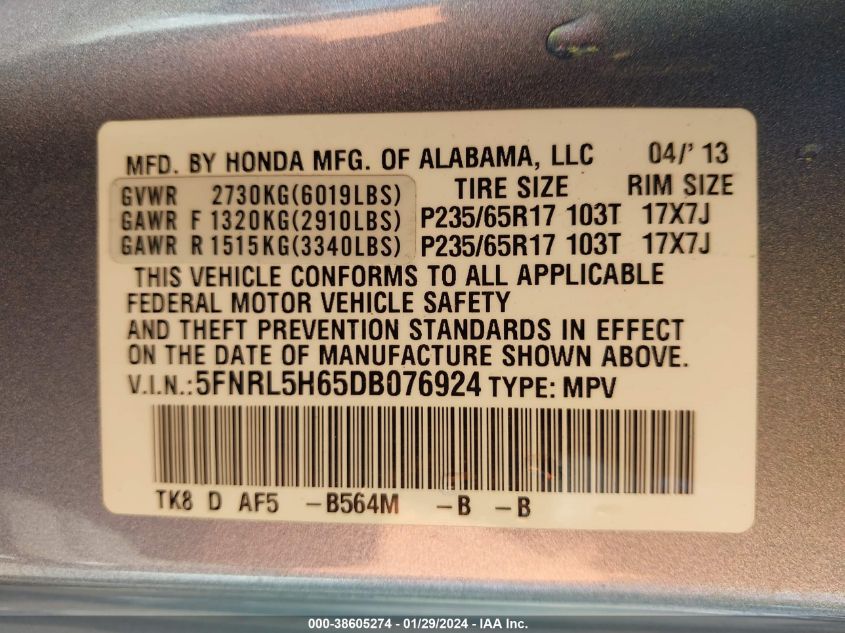 MFD. BY HONDA MFG. OF ALABAMA, LLC 04/' 13
GVWR 2730KG(6019LBS) TIRE SIZE RIM SIZE
GAWR F 1320KG(2910LBS) P235/65R17 103T 17X7J
GAWR R 1515KG(3340LBS) P235/65R17 103T 17X7J
THIS VEHICLE CONFORMS TO ALL APPLICABLE
FEDERAL MOTOR VEHICLE SAFETY
AND THEFT PREVENTION STANDARDS IN EFFECT
ON THE DATE OF MANUFACTURE SHOWN ABOVE.
V.I.N.:5FNRL5H65DB076924 TYPE: MPV
TK8 D AF5 -B564M -B -B
000-38605274 - 01/29/2024 - IAA Inc.